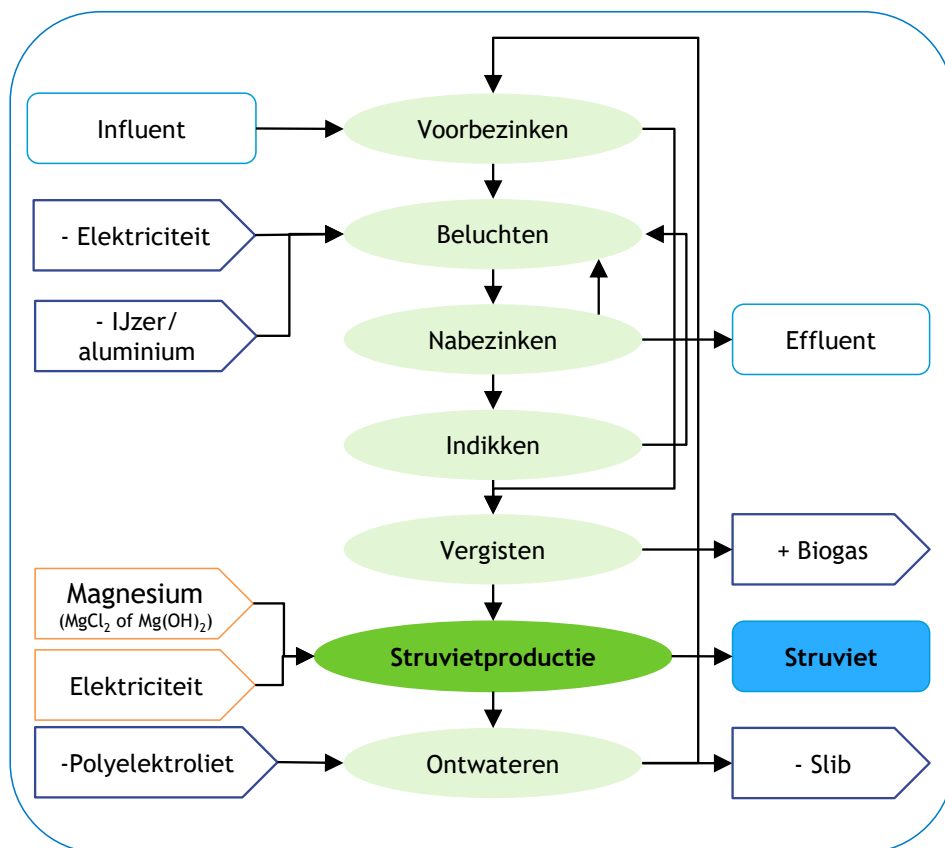 Influent
Voorbezinken
- Elektriciteit
Beluchten
- IJzer/
aluminium
Nabezinken
Effluent
Indikken
Vergisten
+ Biogas
Magnesium
(MgCl₂ of Mg(OH)₂)
Struvietproductie
Struviet
Elektriciteit
-Polyelektroliet
Ontwateren
- Slib